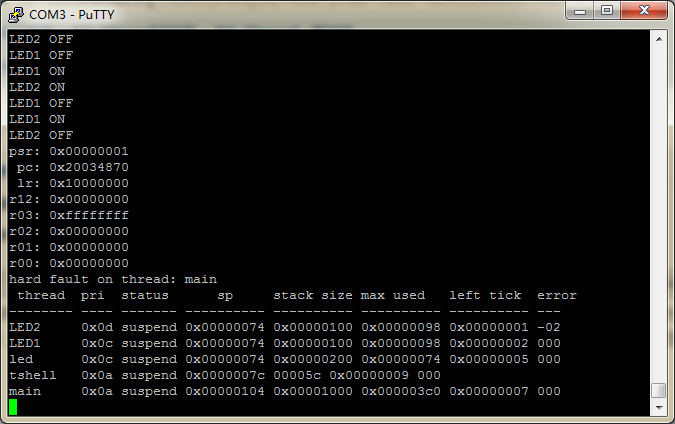 COM3 - PuTTY
LED2 OFF
LED1 OFF
LED1 ON
LED2 ON
LED1 OFF
LED1 ON
LED2 OFF
psr: 0x00000001
 pc: 0x20034870
 lr: 0x10000000
r12: 0x00000000
r03: 0xffffffff
r02: 0x00000000
r01: 0x00000000
r00: 0x00000000
hard fault on thread: main
 thread  pri  status      sp     stack size max used   left tick  error
-------- ---- ------- ---------- ---------- ---------- ---------- ---
LED2     0x0d suspend 0x00000074 0x00000100 0x00000098 0x00000001 -02
LED1     0x0c suspend 0x00000074 0x00000100 0x00000098 0x00000002 000
led      0x0c suspend 0x00000074 0x00000200 0x00000074 0x00000005 000
tshell   0x0a suspend 0x0000007c 00005c 0x00000009 000
main     0x0a suspend 0x00000104 0x00001000 0x000003c0 0x00000007 000